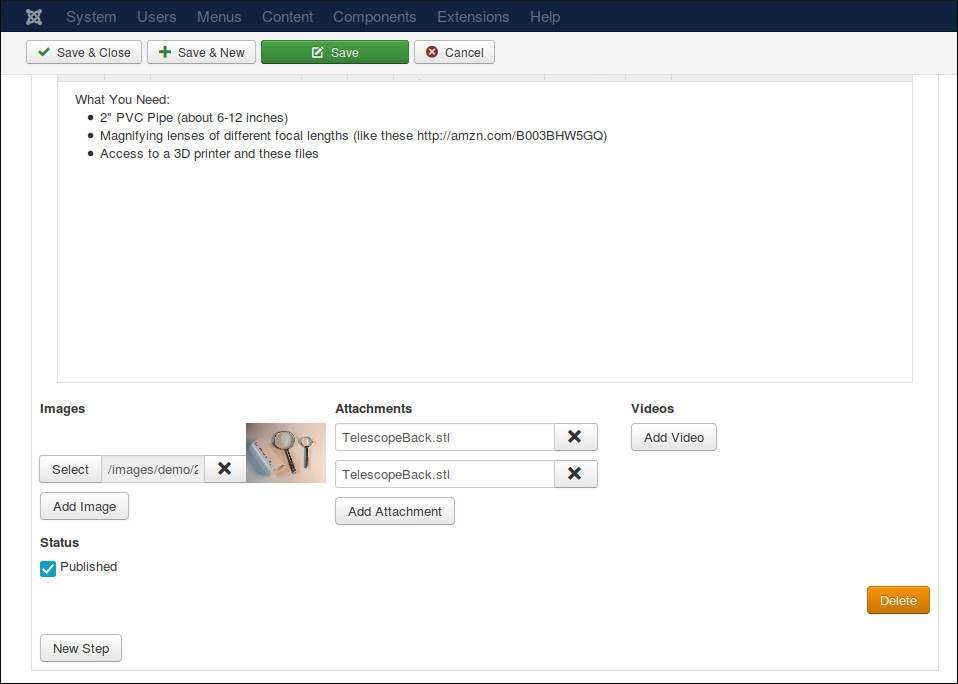 System Users Menus Content Components Extensions Help
Save & Close Save & New Save Cancel
What You Need:
2" PVC Pipe (about 6-12 inches)
Magnifying lenses of different focal lengths (like these http://amzn.com/B003BHW5GQ)
Access to a 3D printer and these files
Images Attachments Videos
TelescopeBack.stl Add Video
Select /images/demo/2 TelescopeBack.stl
Add Image Add Attachment
Status
Published
Delete
New Step